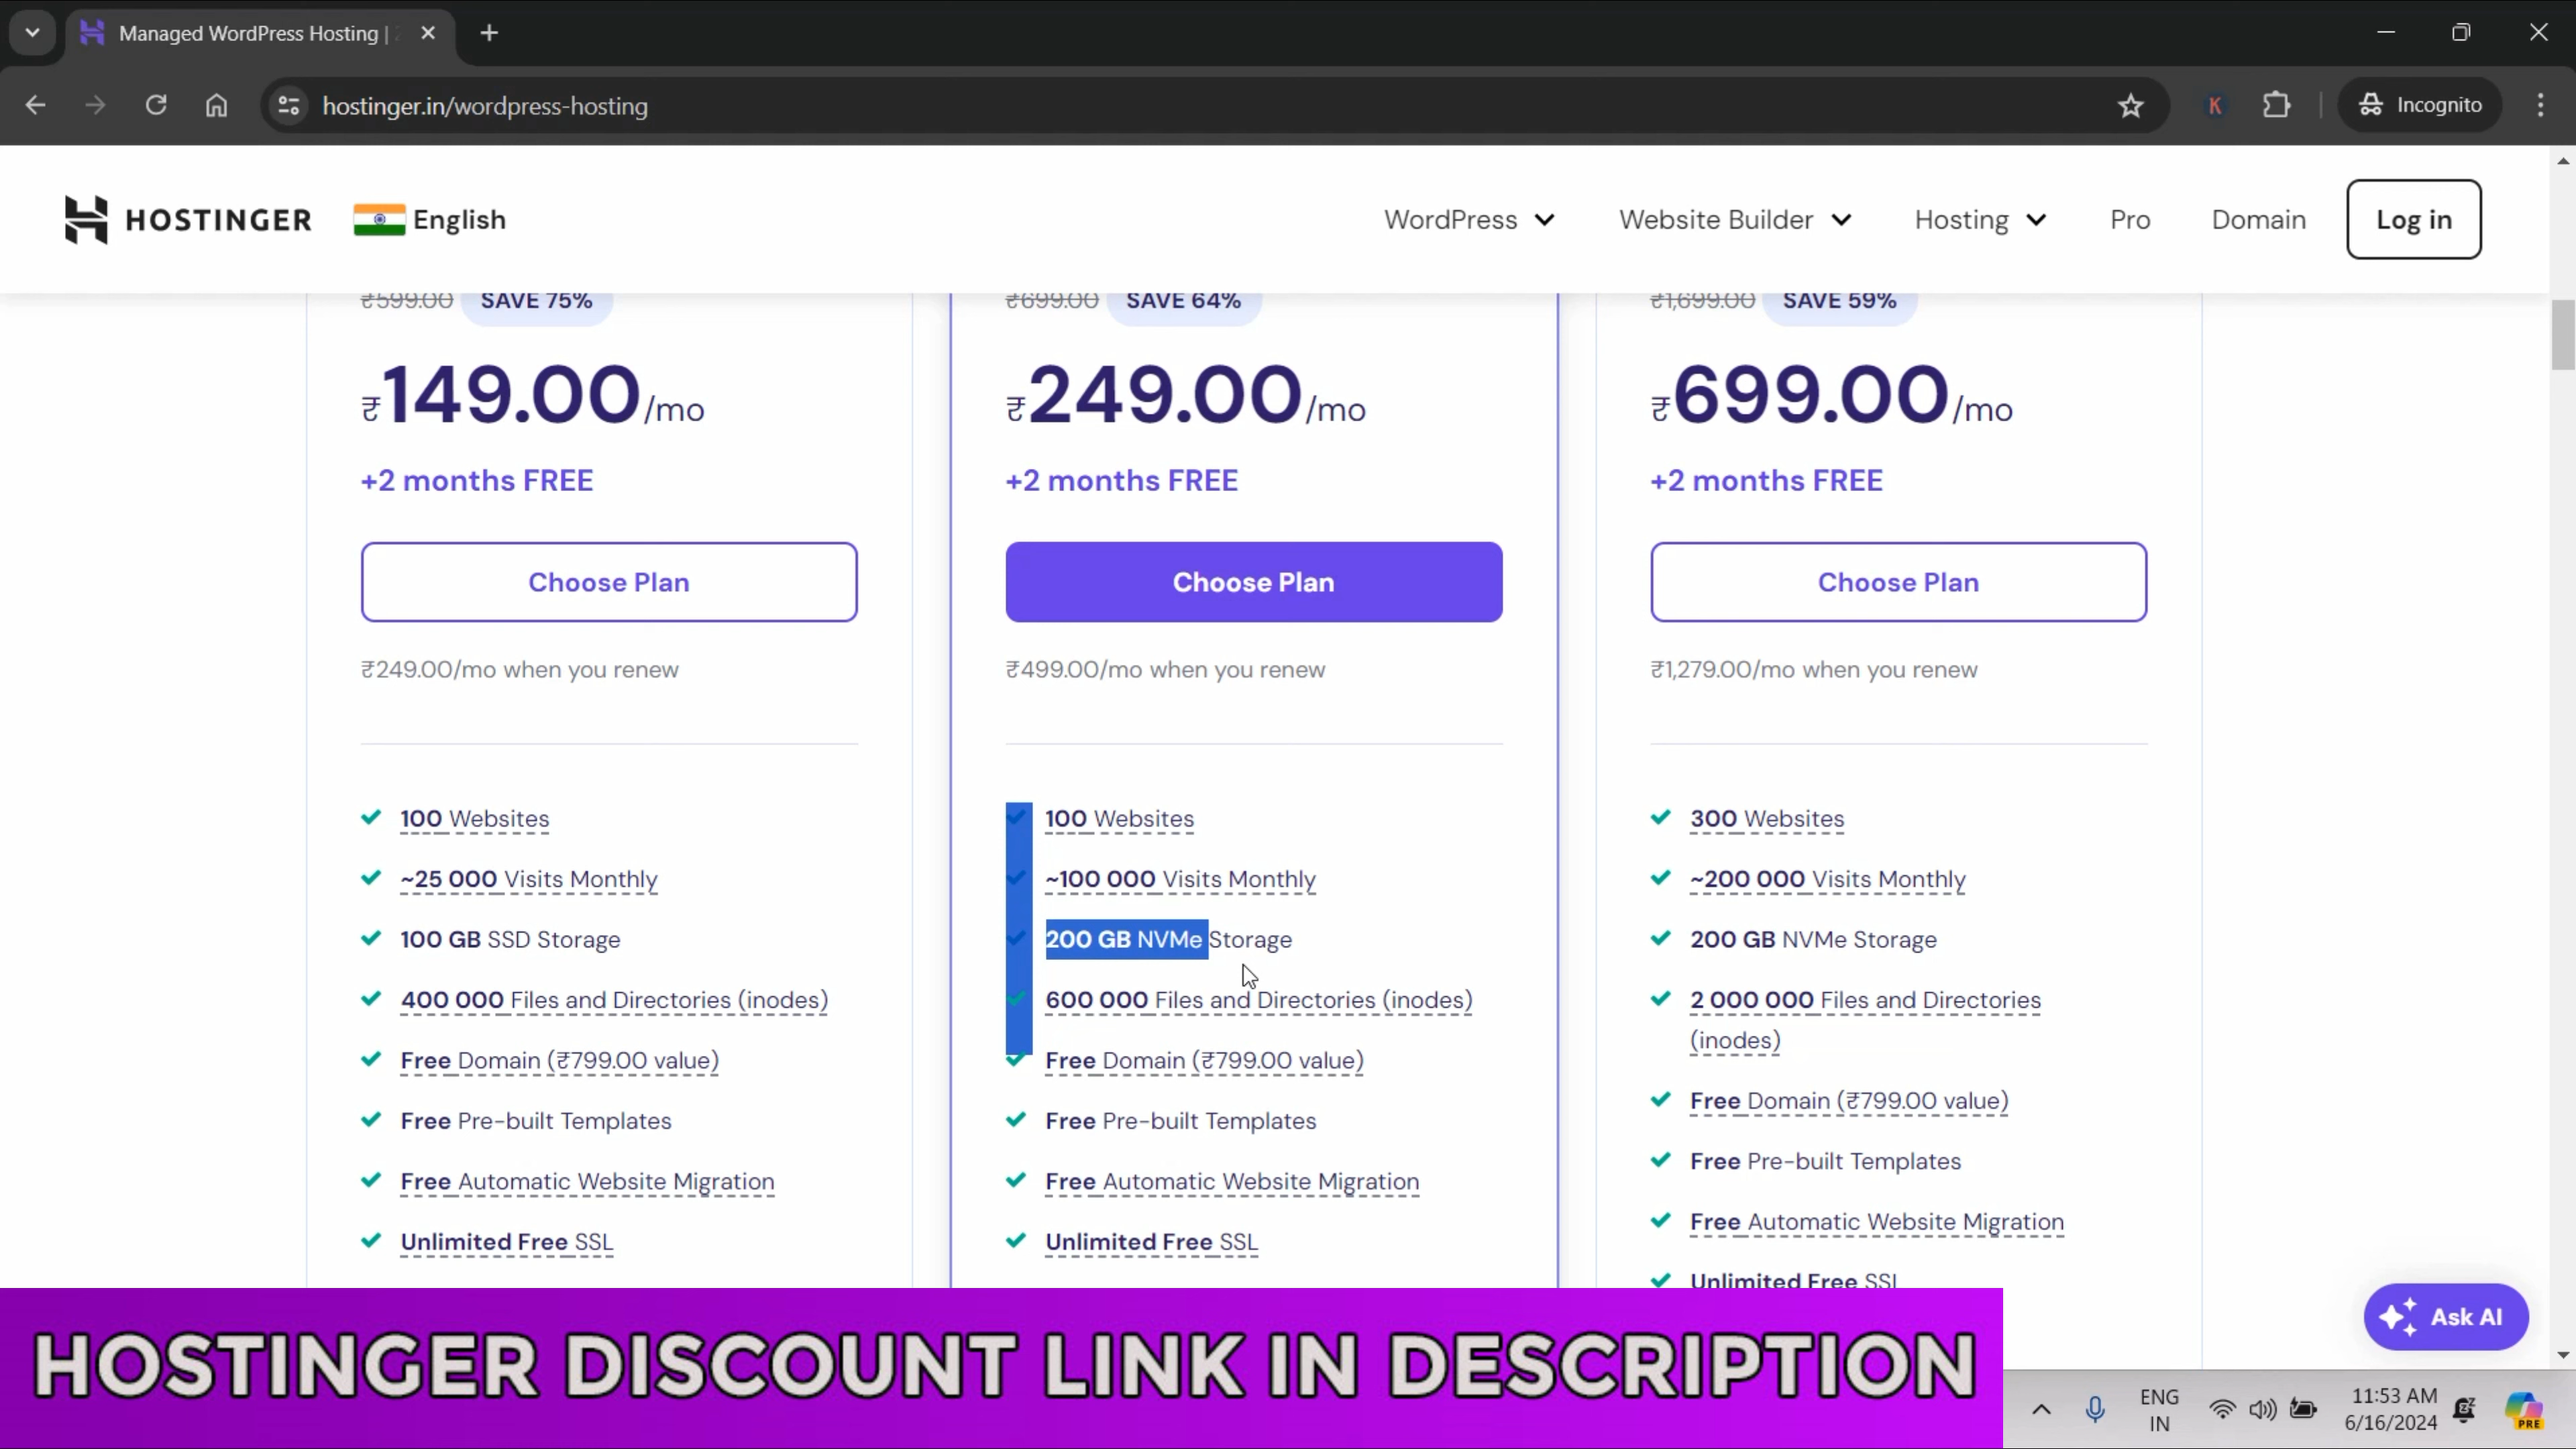 Managed WordPress Hosting |
hostinger.in/wordpress-hosting
K
Incognito
HOSTINGER
English
WordPress
Website Builder
Hosting
Pro
Domain
Log in
₹599.00 SAVE 75%
₹149.00/mo
+2 months FREE
Choose Plan
₹249.00/mo when you renew
100 Websites
~25 000 Visits Monthly
100 GB SSD Storage
400 000 Files and Directories (inodes)
Free Domain (₹799.00 value)
Free Pre-built Templates
Free Automatic Website Migration
Unlimited Free SSL
₹699.00 SAVE 64%
₹249.00/mo
+2 months FREE
Choose Plan
₹499.00/mo when you renew
100 Websites
~100 000 Visits Monthly
200 GB NVMe Storage
600 000 Files and Directories (inodes)
Free Domain (₹799.00 value)
Free Pre-built Templates
Free Automatic Website Migration
Unlimited Free SSL
₹1,699.00 SAVE 59%
₹699.00/mo
+2 months FREE
Choose Plan
₹1,279.00/mo when you renew
300 Websites
~200 000 Visits Monthly
200 GB NVMe Storage
2 000 000 Files and Directories
(inodes)
Free Domain (₹799.00 value)
Free Pre-built Templates
Free Automatic Website Migration
Unlimited Free SSL
Ask AI
HOSTINGER DISCOUNT LINK IN DESCRIPTION
ENG
IN
11:53 AM
6/16/2024
PRE